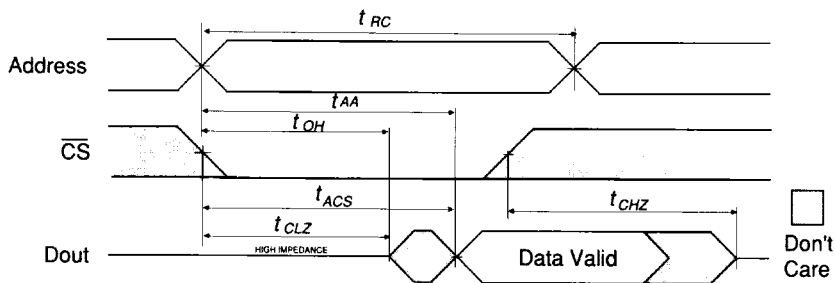 t RC
Address
t AA
t OH
CS
t ACS
t CHZ
t CLZ
HIGH IMPEDANCE
Dout
Data Valid
Don't
Care